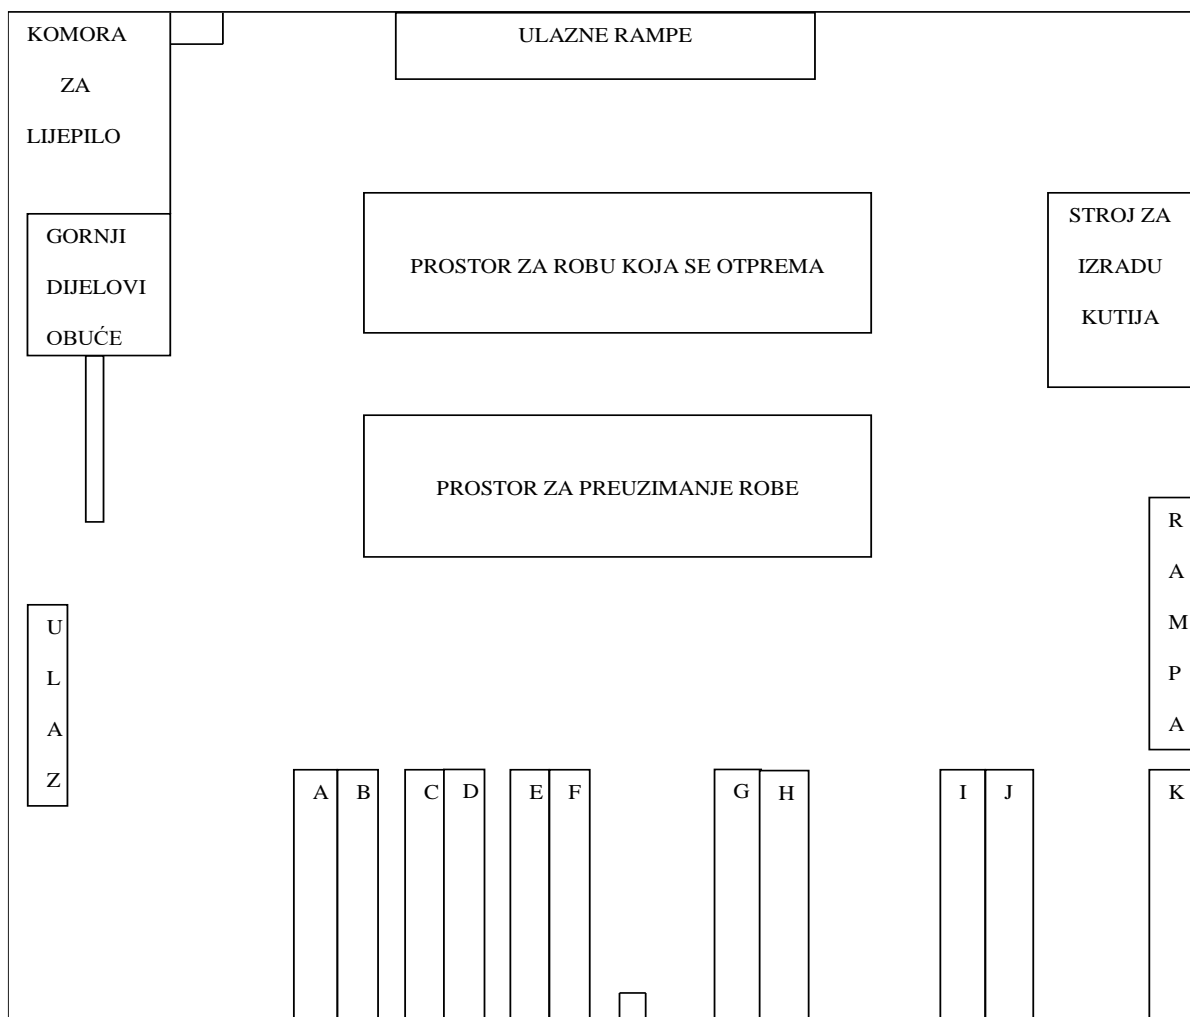 KOMORA
ZA
LIJEPILO
ULAZNE RAMPE
GORNJI
DIJELOVI
OBUĆE
PROSTOR ZA ROBU KOJA SE OTPREMA
STROJ ZA
IZRADU
KUTIJA
PROSTOR ZA PREUZIMANJE ROBE
R
A
M
P
A
U
L
A
Z
A
B
C
D
E
F
G
H
I
J
K